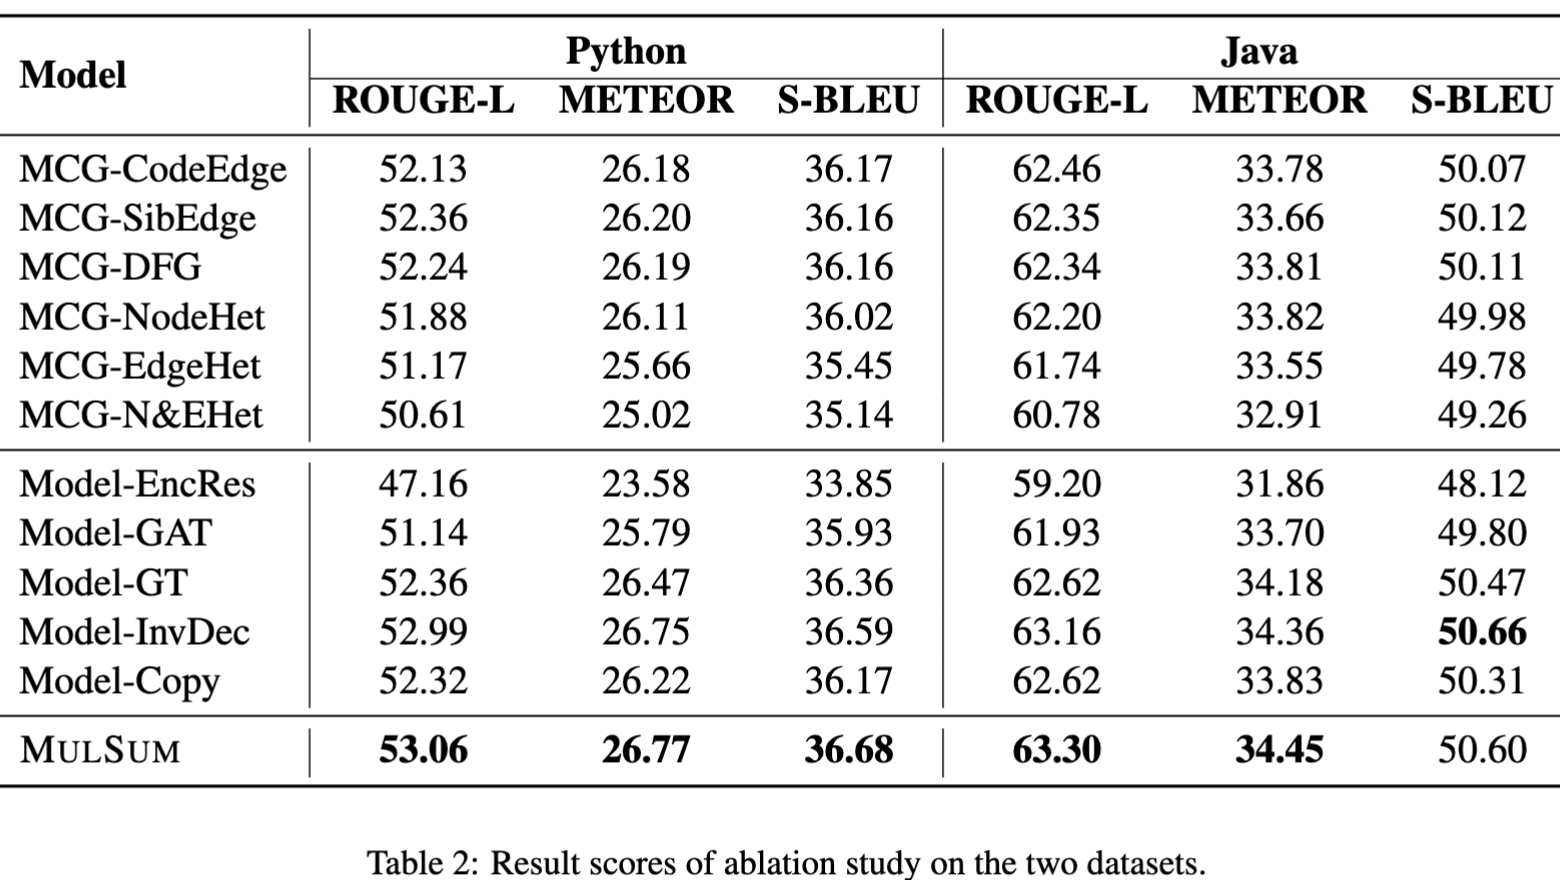 Model Python Java
ROUGE-L METEOR S-BLEU ROUGE-L METEOR S-BLEU
MCG-CodeEdge 52.13 26.18 36.17 62.46 33.78 50.07
MCG-SibEdge 52.36 26.20 36.16 62.35 33.66 50.12
MCG-DFG 52.24 26.19 36.16 62.34 33.81 50.11
MCG-NodeHet 51.88 26.11 36.02 62.20 33.82 49.98
MCG-EdgeHet 51.17 25.66 35.45 61.74 33.55 49.78
MCG-N&EHet 50.61 25.02 35.14 60.78 32.91 49.26
Model-EncRes 47.16 23.58 33.85 59.20 31.86 48.12
Model-GAT 51.14 25.79 35.93 61.93 33.70 49.80
Model-GT 52.36 26.47 36.36 62.62 34.18 50.47
Model-InvDec 52.99 26.75 36.59 63.16 34.36 50.66
Model-Copy 52.32 26.22 36.17 62.62 33.83 50.31
MULSUM 53.06 26.77 36.68 63.30 34.45 50.60
Table 2: Result scores of ablation study on the two datasets.